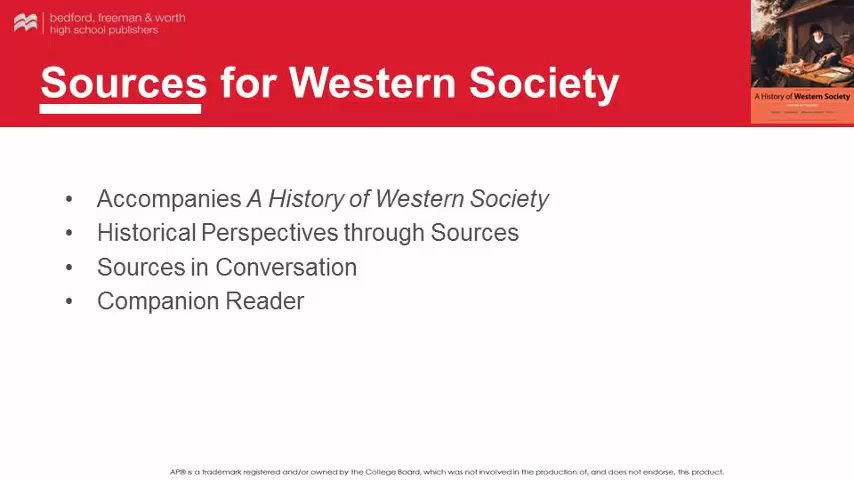 bedford, freeman & worth
high school publishers
Sources for Western Society
A History of Western Society
• Accompanies A History of Western Society
• Historical Perspectives through Sources
• Sources in Conversation
• Companion Reader
AP® is a trademark registered and/or owned by the College Board, which was not involved in the production of, and does not endorse, this product.